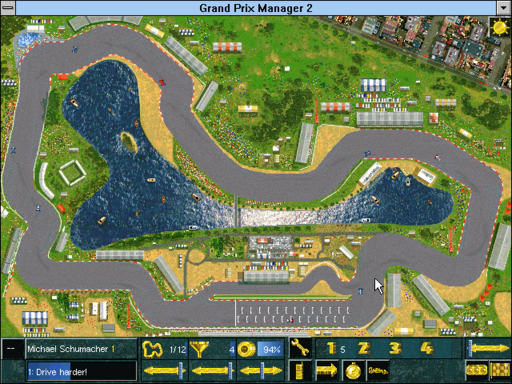 Grand Prix Manager 2
-- Michael Schumacher 1 1/12 4 94% 1 5 2 3 4
1: Drive harder!